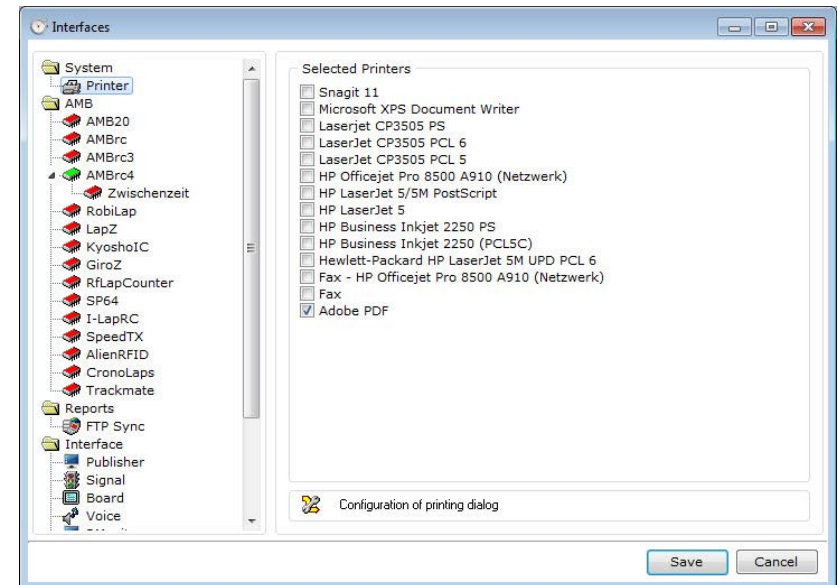 Interfaces
System
Printer
AMB
AMB20
AMBrc
AMBrc3
AMBrc4
Zwischenzeit
RobiLap
LapZ
KyoshoIC
GiroZ
RfLapCounter
SP64
I-LapRC
SpeedTX
AlienRFID
CronoLaps
Trackmate
Reports
FTP Sync
Interface
Publisher
Signal
Board
Voice
Selected Printers
Snagit 11
Microsoft XPS Document Writer
Laserjet CP3505 PS
LaserJet CP3505 PCL 6
LaserJet CP3505 PCL 5
HP Officejet Pro 8500 A910 (Netzwerk)
HP LaserJet 5/5M PostScript
HP LaserJet 5
HP Business Inkjet 2250 PS
HP Business Inkjet 2250 (PCL5C)
Hewlett-Packard HP LaserJet 5M UPD PCL 6
Fax - HP Officejet Pro 8500 A910 (Netzwerk)
Fax
Adobe PDF
Configuration of printing dialog
Save
Cancel